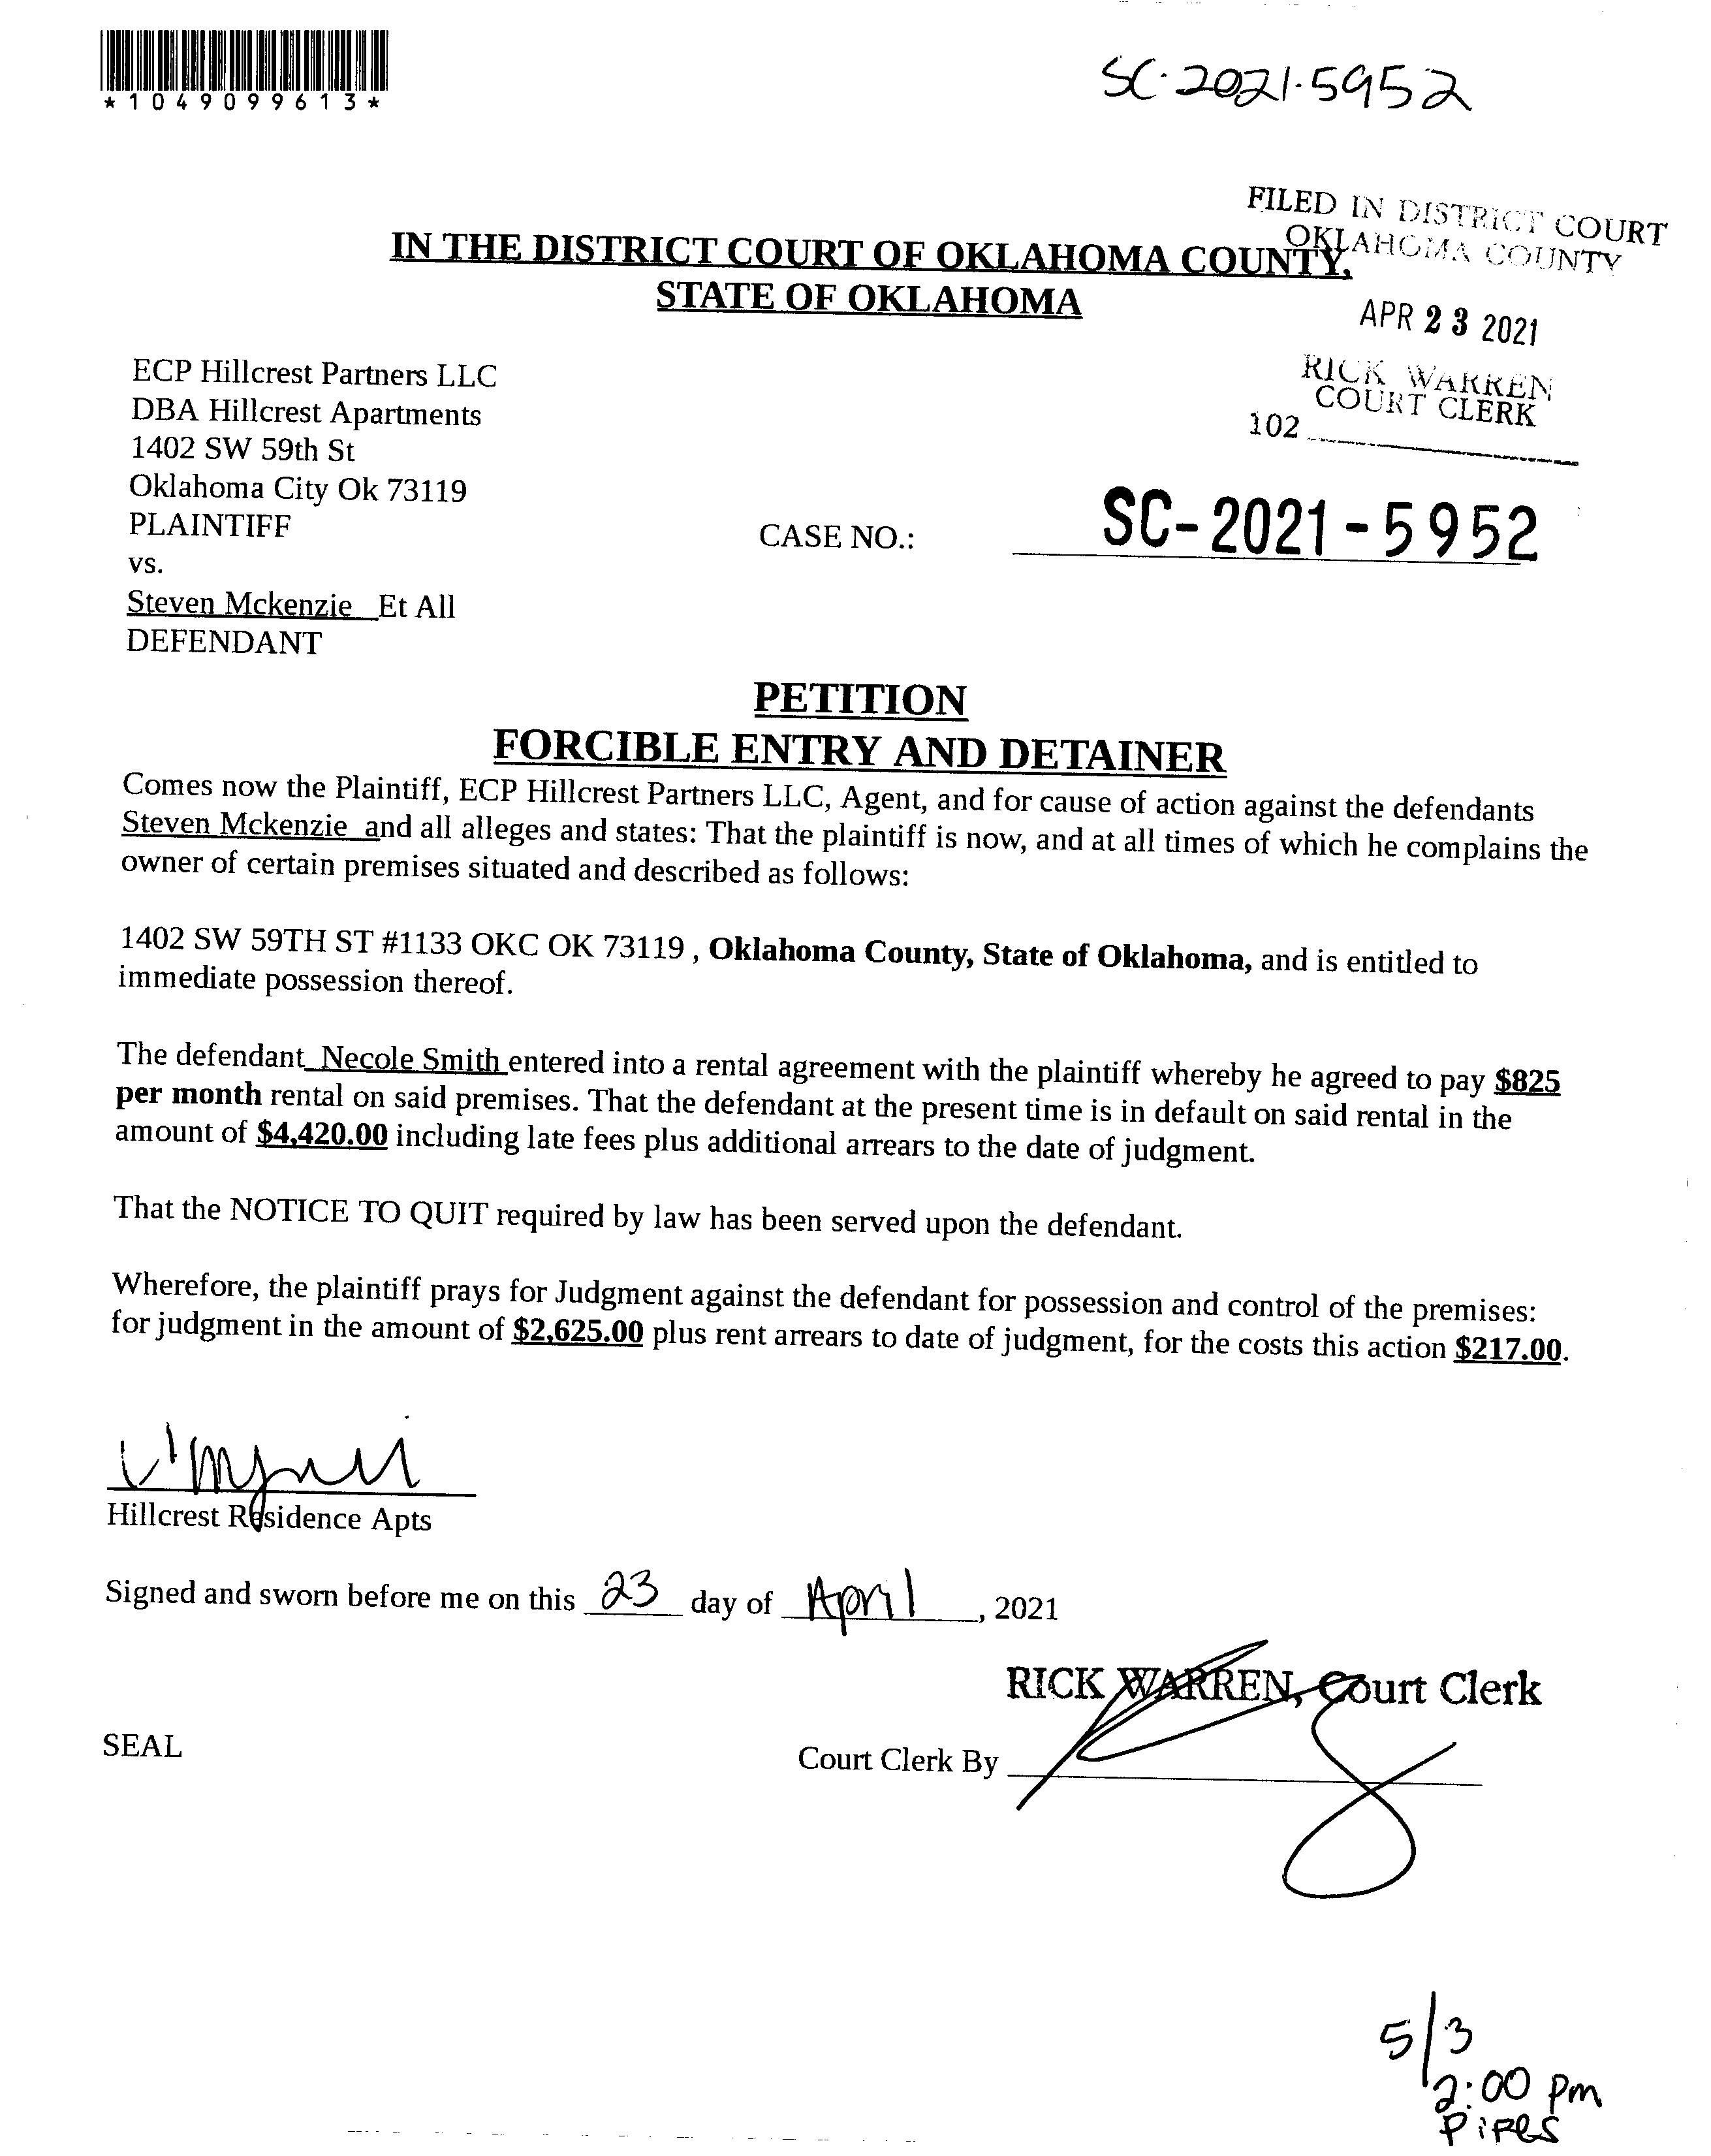 *1049099613*
SC-2021-5952
FILED IN DISTRICT COURT
OKLAHOMA COUNTY
IN THE DISTRICT COURT OF OKLAHOMA COUNTY,
STATE OF OKLAHOMA
APR 23 2021
RICK WARREN
COURT CLERK
102
ECP Hillcrest Partners LLC
DBA Hillcrest Apartments
1402 SW 59th St
Oklahoma City Ok 73119
PLAINTIFF
CASE NO.: SC-2021-5952
vs.
Steven Mckenzie Et All
DEFENDANT
PETITION
FORCIBLE ENTRY AND DETAINER
Comes now the Plaintiff, ECP Hillcrest Partners LLC, Agent, and for cause of action against the defendants
Steven Mckenzie and all alleges and states: That the plaintiff is now, and at all times of which he complains the
owner of certain premises situated and described as follows:
1402 SW 59TH ST #1133 OKC OK 73119 , Oklahoma County, State of Oklahoma, and is entitled to
immediate possession thereof.
The defendant Necole Smith entered into a rental agreement with the plaintiff whereby he agreed to pay $825
per month rental on said premises. That the defendant at the present time is in default on said rental in the
amount of $4,420.00 including late fees plus additional arrears to the date of judgment.
That the NOTICE TO QUIT required by law has been served upon the defendant.
Wherefore, the plaintiff prays for Judgment against the defendant for possession and control of the premises:
for judgment in the amount of $2,625.00 plus rent arrears to date of judgment, for the costs this action $217.00.
Hillcrest Residence Apts
Signed and sworn before me on this 23 day of April, 2021
RICK WARREN, Court Clerk
SEAL
Court Clerk By
5/3
2:00 pm
Pires